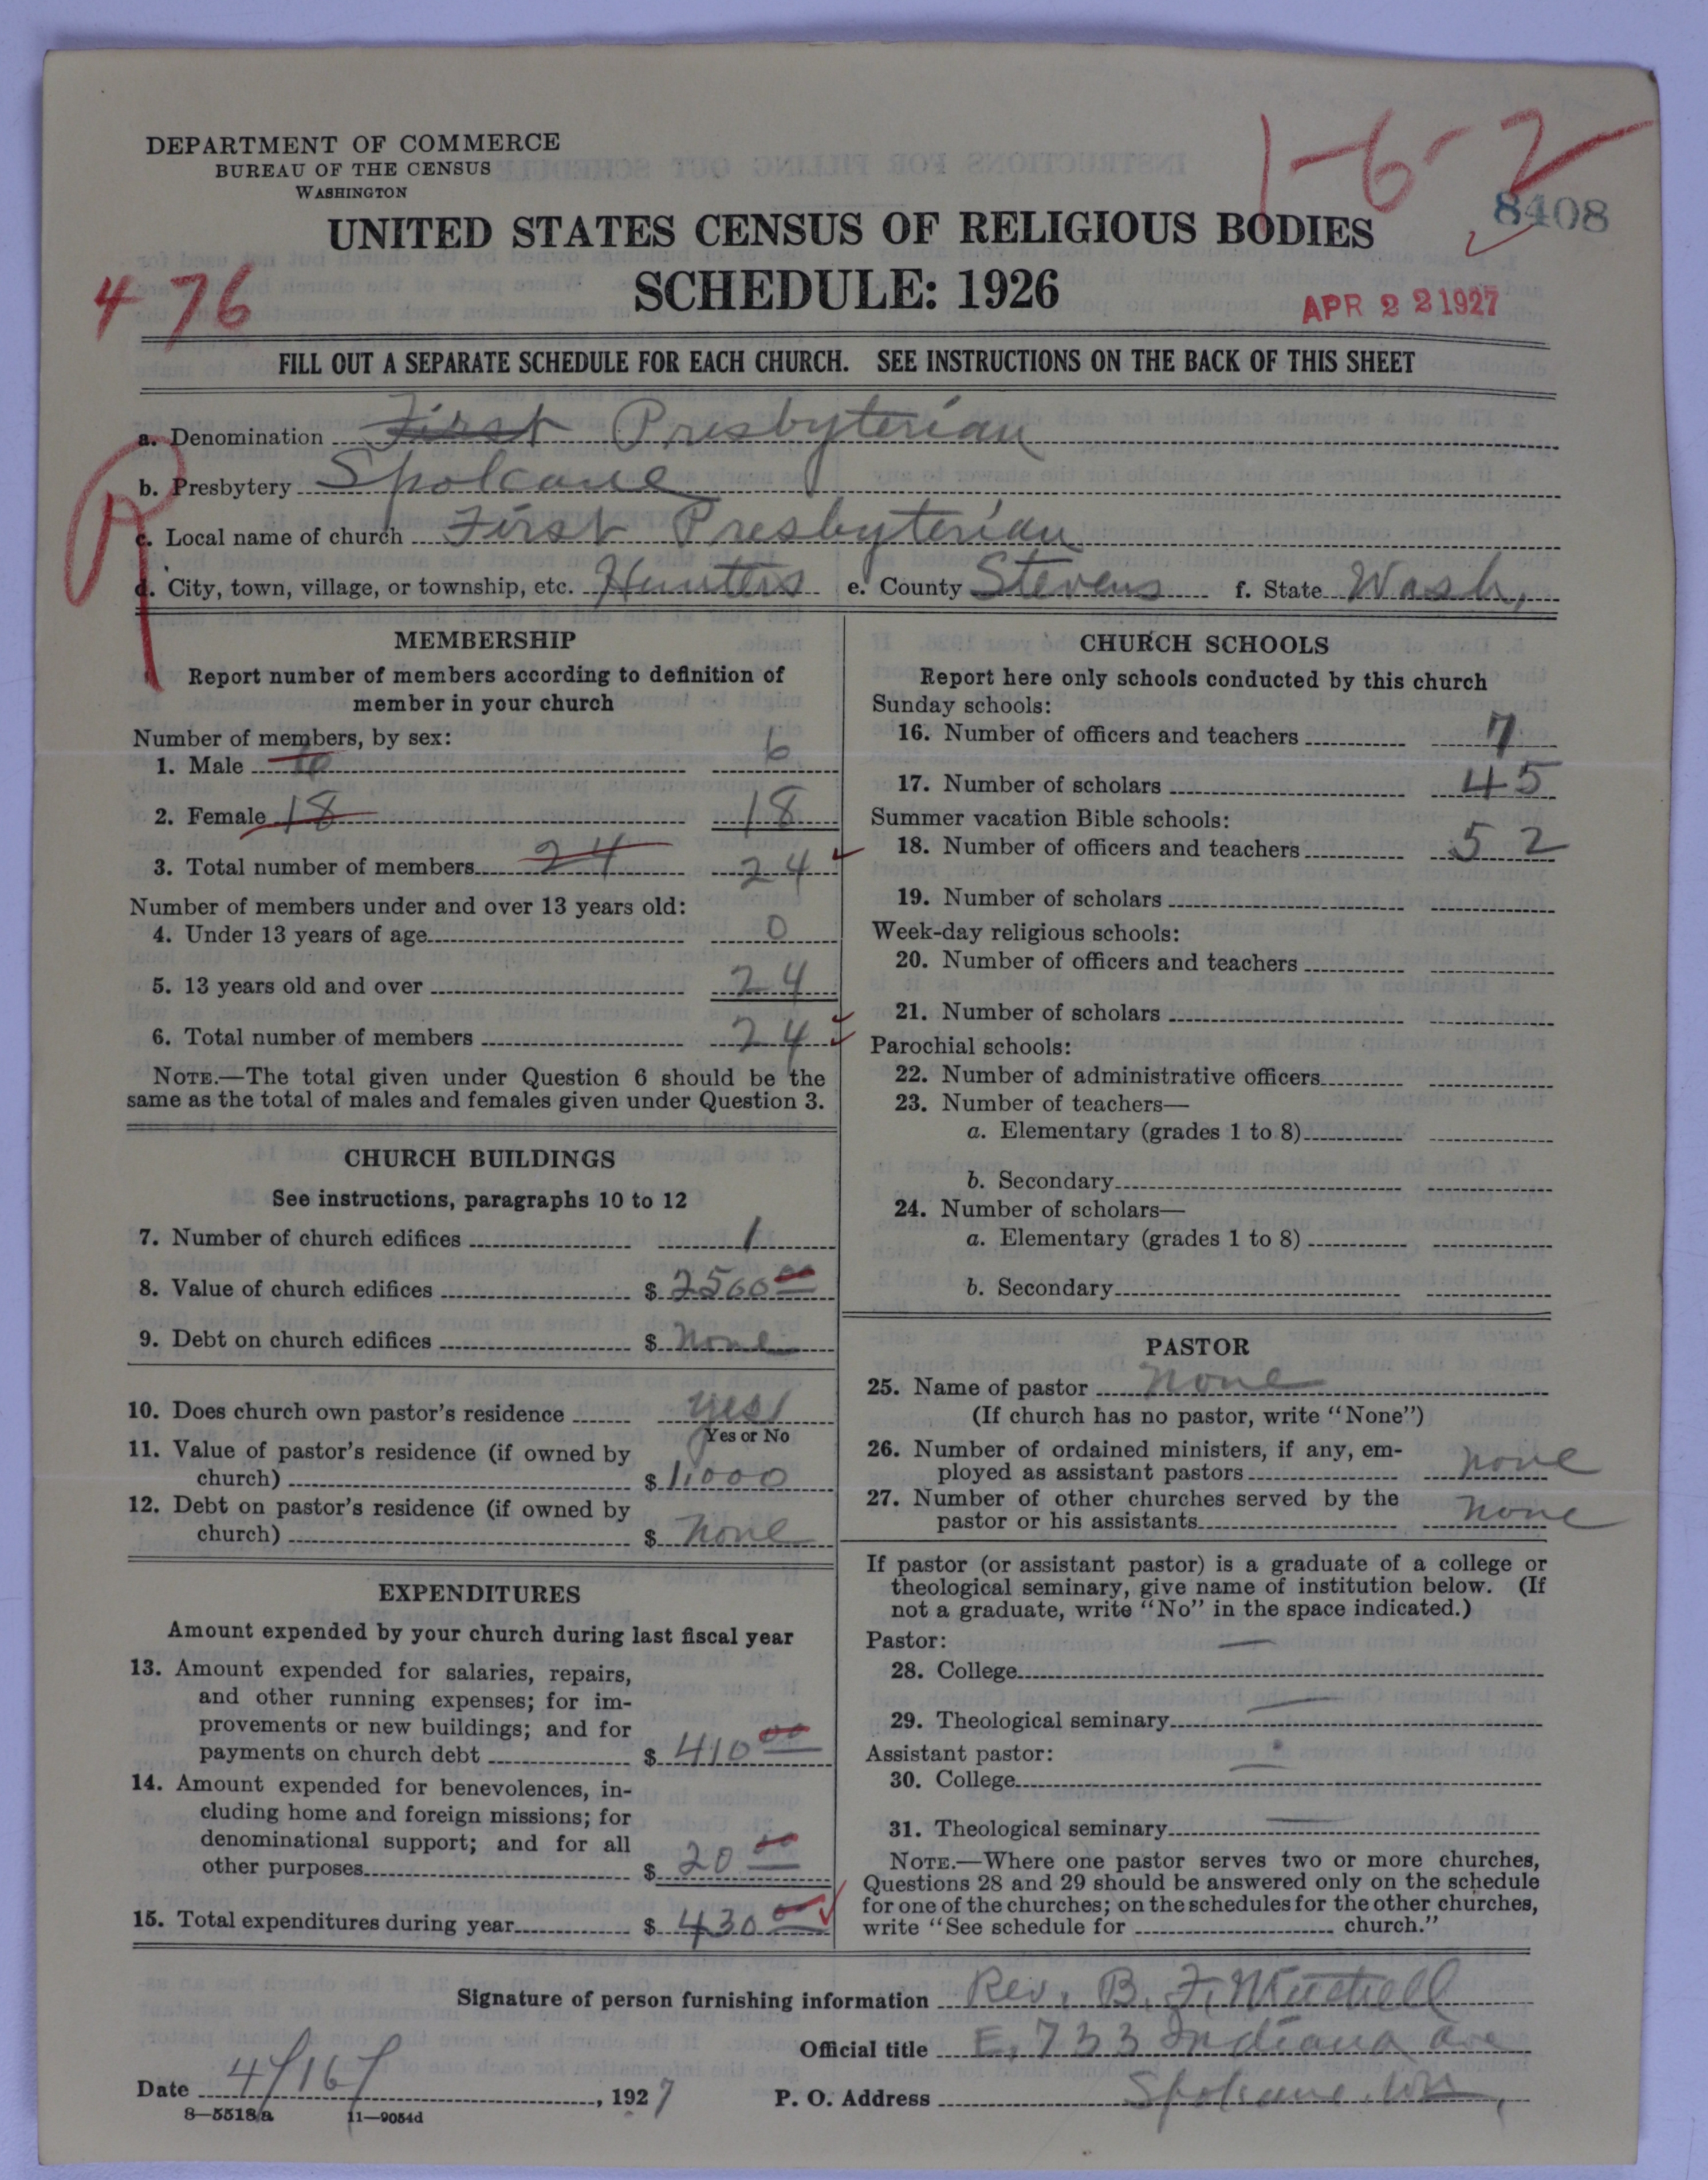 DEPARTMENT OF COMMERCE
BUREAU OF THE CENSUS
WASHINGTON
1-6-2
8408
UNITED STATES CENSUS OF RELIGIOUS BODIES
SCHEDULE: 1926
476
APR 22 1927
FILL OUT A SEPARATE SCHEDULE FOR EACH CHURCH. SEE INSTRUCTIONS ON THE BACK OF THIS SHEET
a. Denomination First Presbyterian
b. Presbytery Spokane
c. Local name of church First Presbyterian
d. City, town, village, or township, etc. Hunters e. County Stevens f. State Wash,
MEMBERSHIP
Report number of members according to definition of
member in your church
Number of members, by sex:
1. Male 6
2. Female 18 18
3. Total number of members 24 24
Number of members under and over 13 years old:
4. Under 13 years of age 0
5. 13 years old and over 24
6. Total number of members 24
NOTE.—The total given under Question 6 should be the
same as the total of males and females given under Question 3.
CHURCH BUILDINGS
See instructions, paragraphs 10 to 12
7. Number of church edifices 1
8. Value of church edifices $ 2500 00
9. Debt on church edifices $ None
10. Does church own pastor's residence yes
Yes or No
11. Value of pastor's residence (if owned by
church) $ 1,000
12. Debt on pastor's residence (if owned by
church) $ None
EXPENDITURES
Amount expended by your church during last fiscal year
13. Amount expended for salaries, repairs,
and other running expenses; for im-
provements or new buildings; and for
payments on church debt $ 410 00
14. Amount expended for benevolences, in-
cluding home and foreign missions; for
denominational support; and for all
other purposes $ 20 00
15. Total expenditures during year $ 430 00
CHURCH SCHOOLS
Report here only schools conducted by this church
Sunday schools:
16. Number of officers and teachers 7
17. Number of scholars 45
Summer vacation Bible schools:
18. Number of officers and teachers 52
19. Number of scholars
Week-day religious schools:
20. Number of officers and teachers
21. Number of scholars
Parochial schools:
22. Number of administrative officers
23. Number of teachers—
a. Elementary (grades 1 to 8)
b. Secondary
24. Number of scholars—
a. Elementary (grades 1 to 8)
b. Secondary
PASTOR
25. Name of pastor None
(If church has no pastor, write "None")
26. Number of ordained ministers, if any, em-
ployed as assistant pastors None
27. Number of other churches served by the
pastor or his assistants None
If pastor (or assistant pastor) is a graduate of a college or
theological seminary, give name of institution below. (If
not a graduate, write "No" in the space indicated.)
Pastor:
28. College —
29. Theological seminary —
Assistant pastor:
30. College —
31. Theological seminary —
NOTE.—Where one pastor serves two or more churches,
Questions 28 and 29 should be answered only on the schedule
for one of the churches; on the schedules for the other churches,
write "See schedule for church."
Signature of person furnishing information Rev. B. F.
Official title E. 733 Indiana Ave
Date 4/16/, 1927 P. O. Address Spokane, Wn,
8—5518a 11—9054d